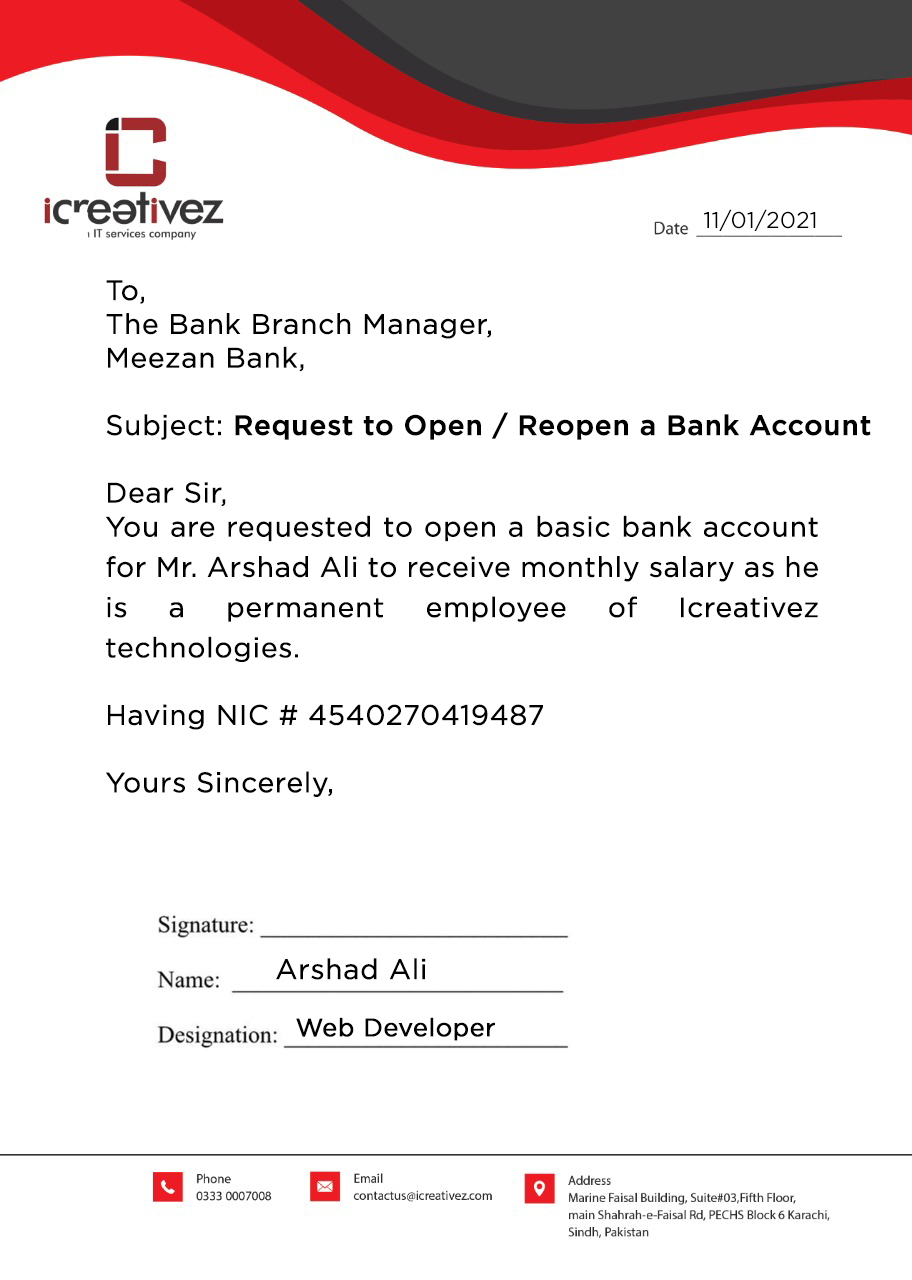 icreativez
IT services company
Date 11/01/2021
To,
The Bank Branch Manager,
Meezan Bank,
Subject: Request to Open / Reopen a Bank Account
Dear Sir,
You are requested to open a basic bank account
for Mr. Arshad Ali to receive monthly salary as he
is a permanent employee of Icreativez
technologies.
Having NIC # 4540270419487
Yours Sincerely,
Signature:
Name: Arshad Ali
Designation: Web Developer
Phone
0333 0007008
Email
contactus@icreativez.com
Address
Marine Faisal Building, Suite#03,Fifth Floor,
main Shahrah-e-Faisal Rd, PECHS Block 6 Karachi,
Sindh, Pakistan